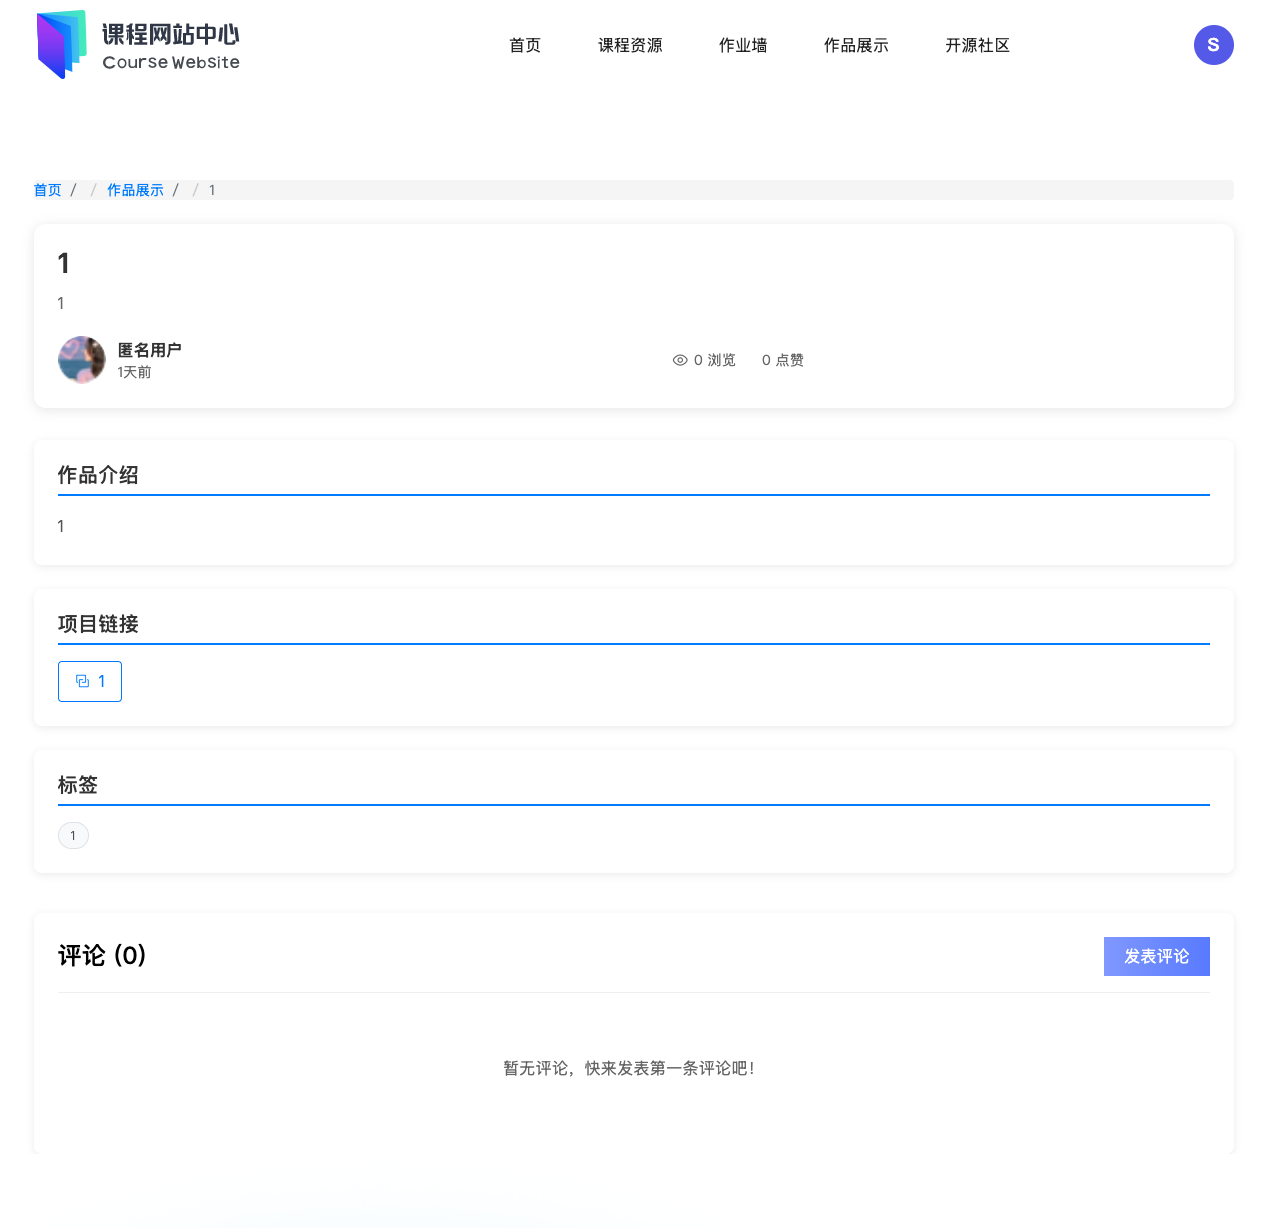 课程网站中心
Course Website
首页 课程资源 作业墙 作品展示 开源社区 S
首页 / / 作品展示 / / 1
1
1
匿名用户
1天前
0 浏览 0 点赞
作品介绍
1
项目链接
1
标签
1
评论 (0) 发表评论
暂无评论，快来发表第一条评论吧！